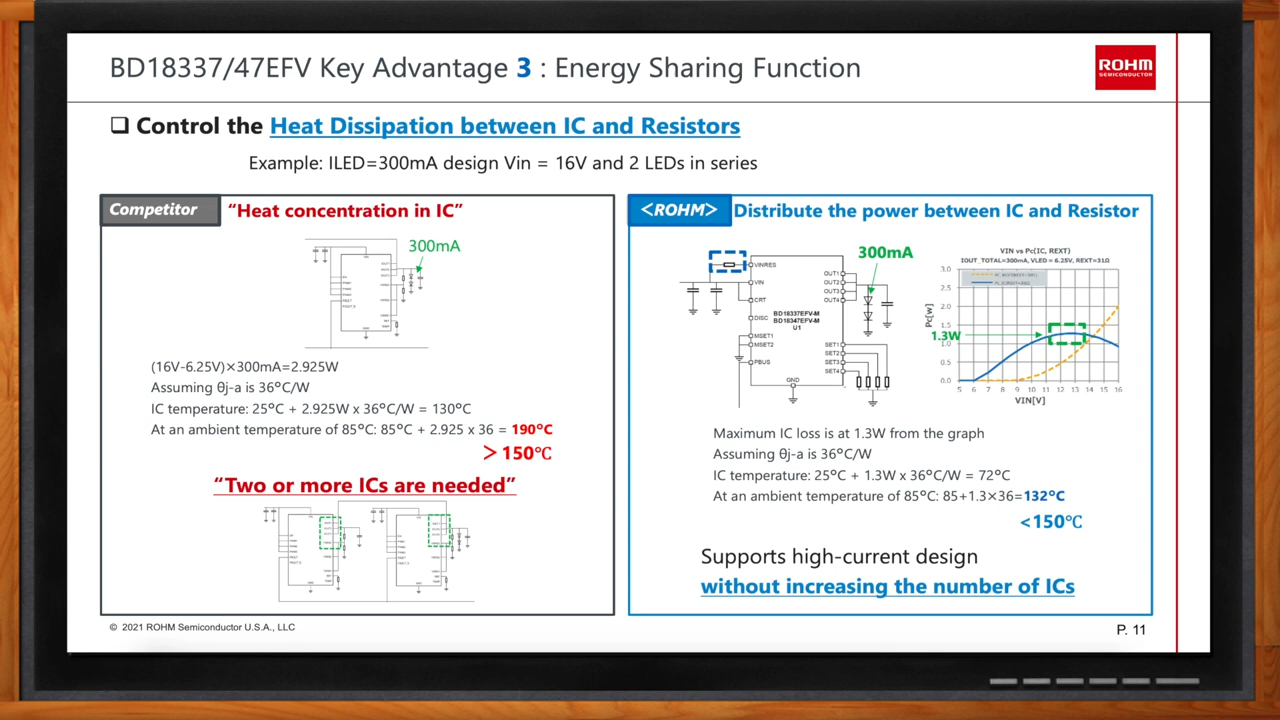 BD18337/47EFV Key Advantage 3 : Energy Sharing Function
ROHM
SEMICONDUCTOR
❑ Control the Heat Dissipation between IC and Resistors
Example: ILED=300mA design Vin = 16V and 2 LEDs in series
Competitor
“Heat concentration in IC”
300mA
(16V-6.25V)×300mA=2.925W
Assuming θj-a is 36°C/W
IC temperature: 25°C + 2.925W x 36°C/W = 130°C
At an ambient temperature of 85°C: 85°C + 2.925 x 36 = 190°C
> 150℃
“Two or more ICs are needed”
<ROHM>
Distribute the power between IC and Resistor
300mA
VINRES
VIN
CRT
DISC
MSET1
MSET2
PBUS
GND
OUT1
OUT2
OUT3
OUT4
BD18337EFV-M
BD18347EFV-M
U1
SET1
SET2
SET3
SET4
VIN vs Pc(IC, REXT)
IOUT_TOTAL=300mA, VLED = 6.25V, REXT=31Ω
Pc[w]
3.0
2.5
2.0
1.5
1.0
0.5
0.0
1.3W
5 6 7 8 9 10 11 12 13 14 15 16
VIN[V]
Maximum IC loss is at 1.3W from the graph
Assuming θj-a is 36°C/W
IC temperature: 25°C + 1.3W x 36°C/W = 72°C
At an ambient temperature of 85°C: 85+1.3×36=132°C
<150℃
Supports high-current design
without increasing the number of ICs
© 2021 ROHM Semiconductor U.S.A., LLC
P. 11